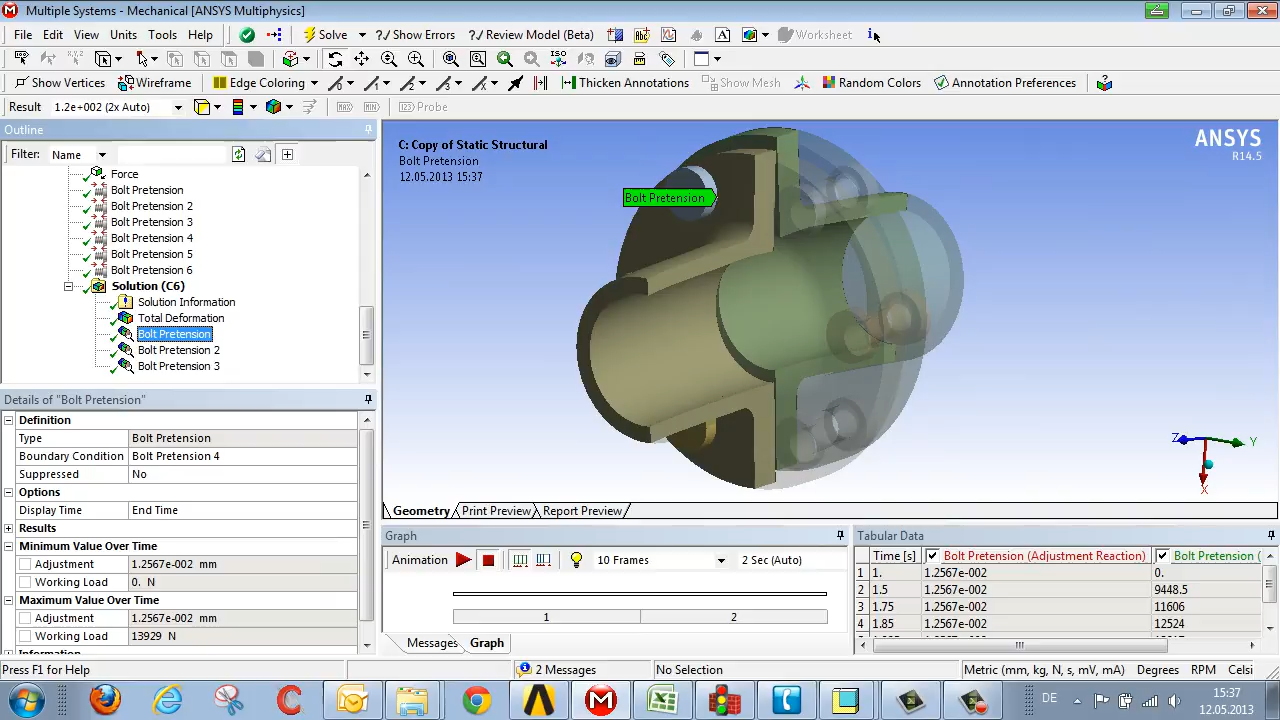 Multiple Systems - Mechanical [ANSYS Multiphysics]
File Edit View Units Tools Help Solve Show Errors Review Model (Beta) A Worksheet i
Show Vertices Wireframe Edge Coloring Thicken Annotations Show Mesh Random Colors Annotation Preferences
Result 1.2e+002 (2x Auto) MAX MIN Probe
Outline
Filter: Name
Force
Bolt Pretension
Bolt Pretension 2
Bolt Pretension 3
Bolt Pretension 4
Bolt Pretension 5
Bolt Pretension 6
Solution (C6)
Solution Information
Total Deformation
Bolt Pretension
Bolt Pretension 2
Bolt Pretension 3
Details of "Bolt Pretension"
Definition
Type Bolt Pretension
Boundary Condition Bolt Pretension 4
Suppressed No
Options
Display Time End Time
Results
Minimum Value Over Time
Adjustment 1.2567e-002 mm
Working Load 0. N
Maximum Value Over Time
Adjustment 1.2567e-002 mm
Working Load 13929 N
Information
C: Copy of Static Structural
Bolt Pretension
12.05.2013 15:37
Bolt Pretension
ANSYS
R14.5
Z Y
X
Geometry Print Preview Report Preview
Graph
Animation 10 Frames 2 Sec (Auto)
1 2
Messages Graph
Tabular Data
Time [s] Bolt Pretension (Adjustment Reaction) Bolt Pretension (
1 1. 1.2567e-002 0.
2 1.5 1.2567e-002 9448.5
3 1.75 1.2567e-002 11606
4 1.85 1.2567e-002 12524
Press F1 for Help 2 Messages No Selection Metric (mm, kg, N, s, mV, mA) Degrees RPM Celsi
DE 15:37
12.05.2013